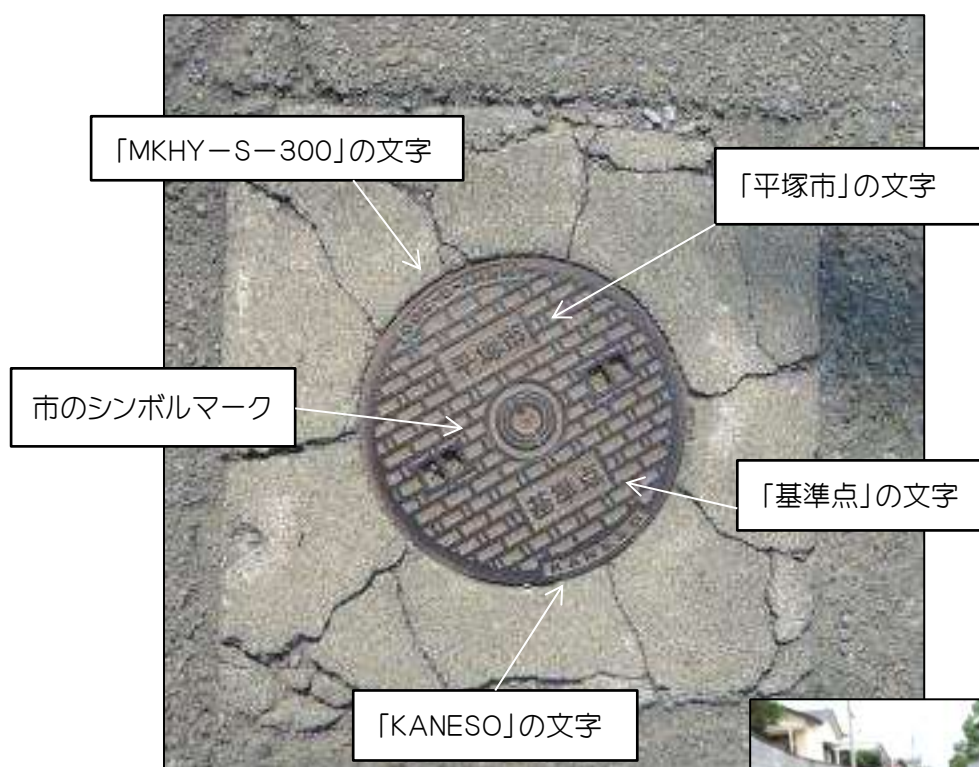 「MKHY－S－300」の文字
「平塚市」の文字
平塚市
市のシンボルマーク
基準点
「基準点」の文字
「KANESO」の文字